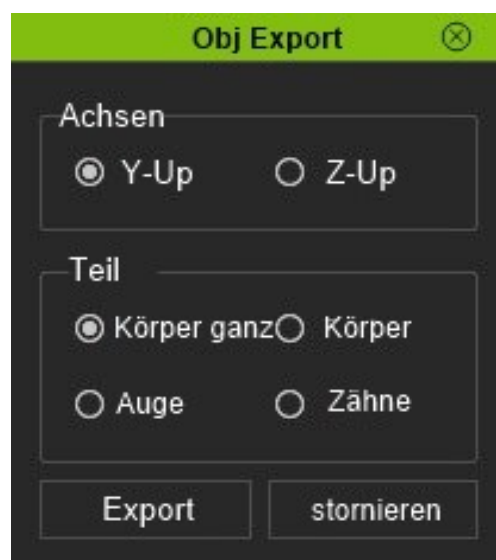 Obj Export
Achsen
Y-Up Z-Up
Teil
Körper ganz Körper
Auge Zähne
Export stornieren